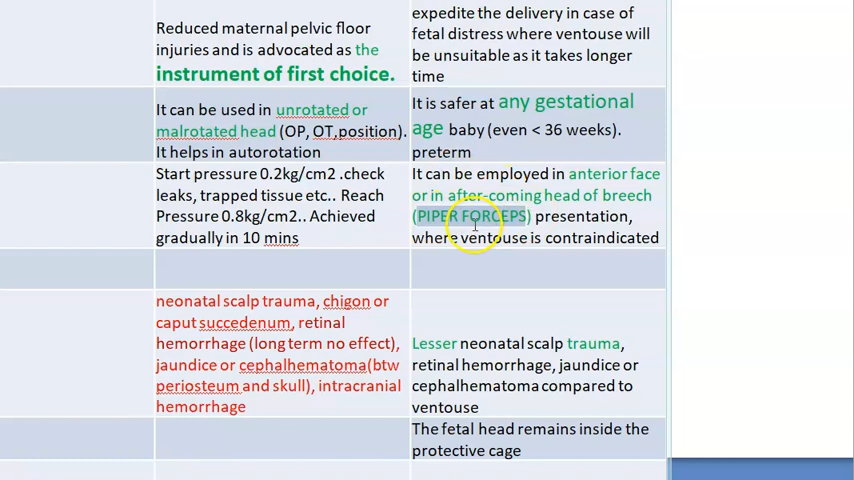 Reduced maternal pelvic floor
injuries and is advocated as the
instrument of first choice.
expedite the delivery in case of
fetal distress where ventouse will
be unsuitable as it takes longer
time
It can be used in unrotated or
malrotated head (OP, OT,position).
It helps in autorotation
It is safer at any gestational
age baby (even < 36 weeks).
preterm
Start pressure 0.2kg/cm2 .check
leaks, trapped tissue etc.. Reach
Pressure 0.8kg/cm2.. Achieved
gradually in 10 mins
It can be employed in anterior face
or in after-coming head of breech
(PIPER FORCEPS) presentation,
where ventouse is contraindicated
neonatal scalp trauma, chigon or
caput succedenum, retinal
hemorrhage (long term no effect),
jaundice or cephalhematoma(btw
periosteum and skull), intracranial
hemorrhage
Lesser neonatal scalp trauma,
retinal hemorrhage, jaundice or
cephalhematoma compared to
ventouse
The fetal head remains inside the
protective cage